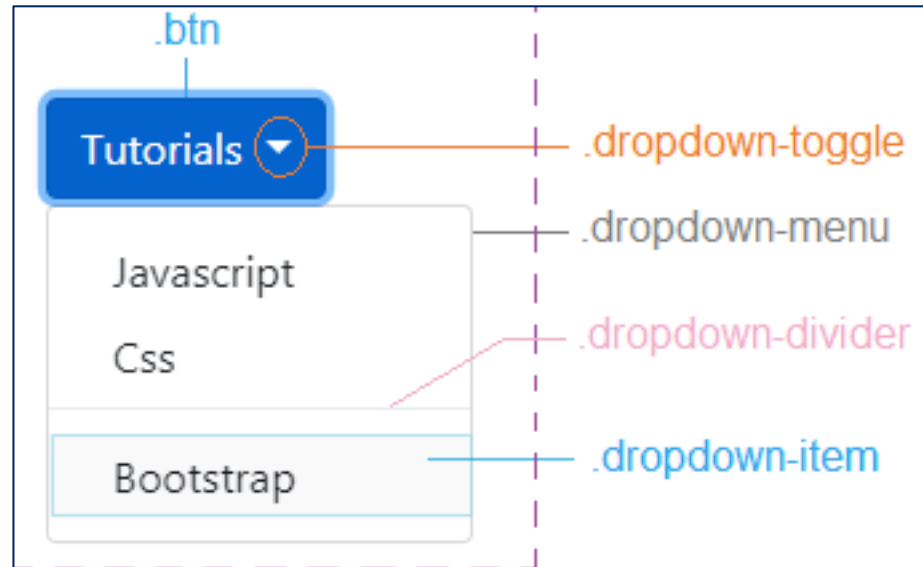 .btn
Tutorials
.dropdown-toggle
.dropdown-menu
Javascript
.dropdown-divider
Css
.dropdown-item
Bootstrap